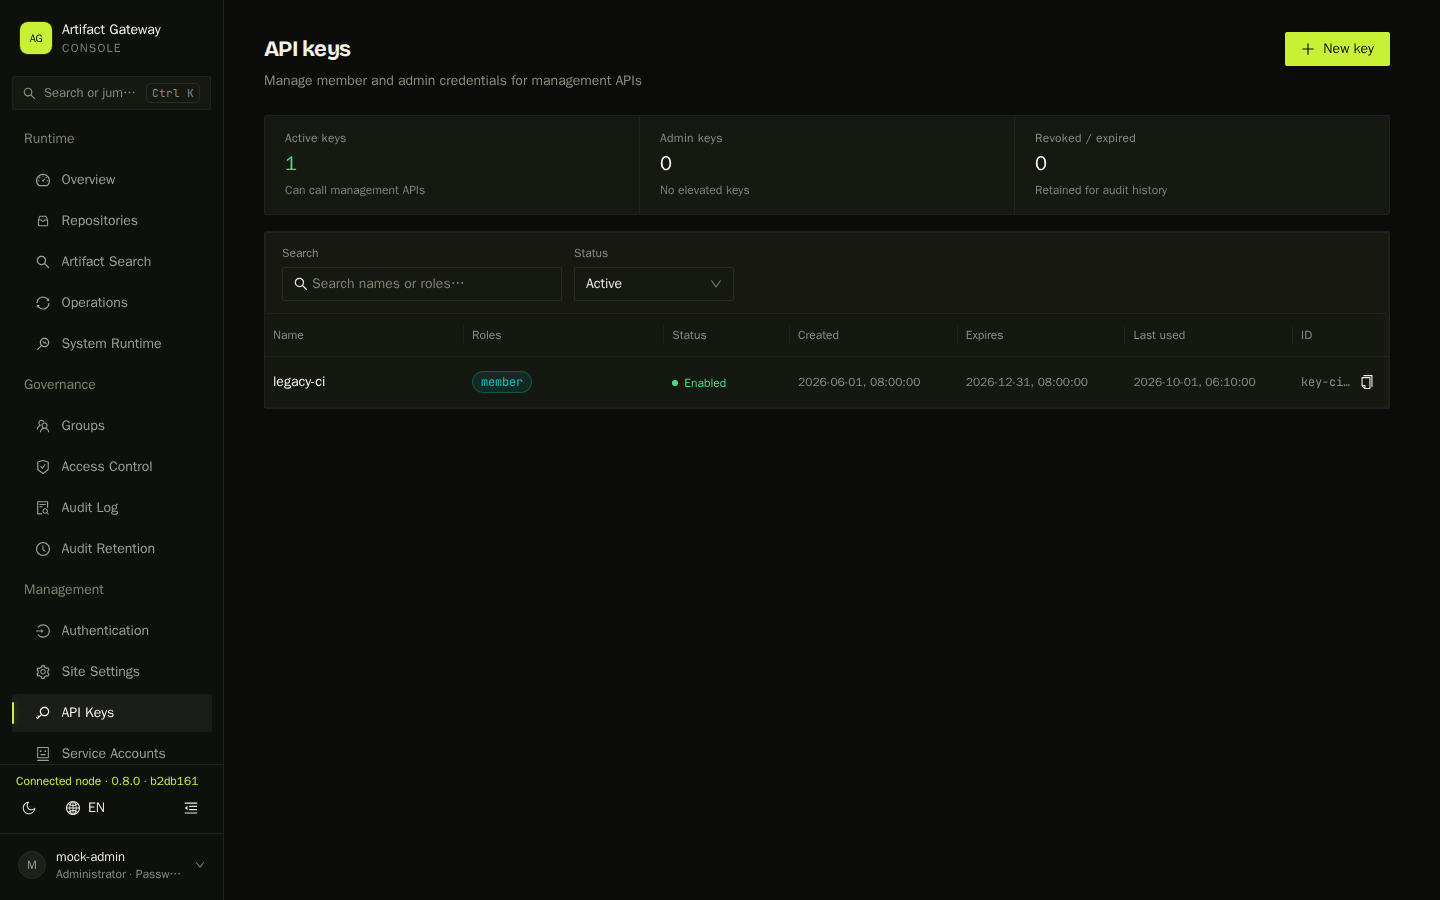 AG
Artifact Gateway
CONSOLE
Search or jum···
Ctrl K
Runtime
Overview
Repositories
Artifact Search
Operations
System Runtime
Governance
Groups
Access Control
Audit Log
Audit Retention
Management
Authentication
Site Settings
API Keys
Service Accounts
Connected node · 0.8.0 · b2db161
EN
M
mock-admin
Administrator · Passw···
API keys
Manage member and admin credentials for management APIs
New key
Active keys
1
Can call management APIs
Admin keys
0
No elevated keys
Revoked / expired
0
Retained for audit history
Search
Search names or roles···
Status
Active
Name Roles Status Created Expires Last used ID
legacy-ci member Enabled 2026-06-01, 08:00:00 2026-12-31, 08:00:00 2026-10-01, 06:10:00 key-ci…